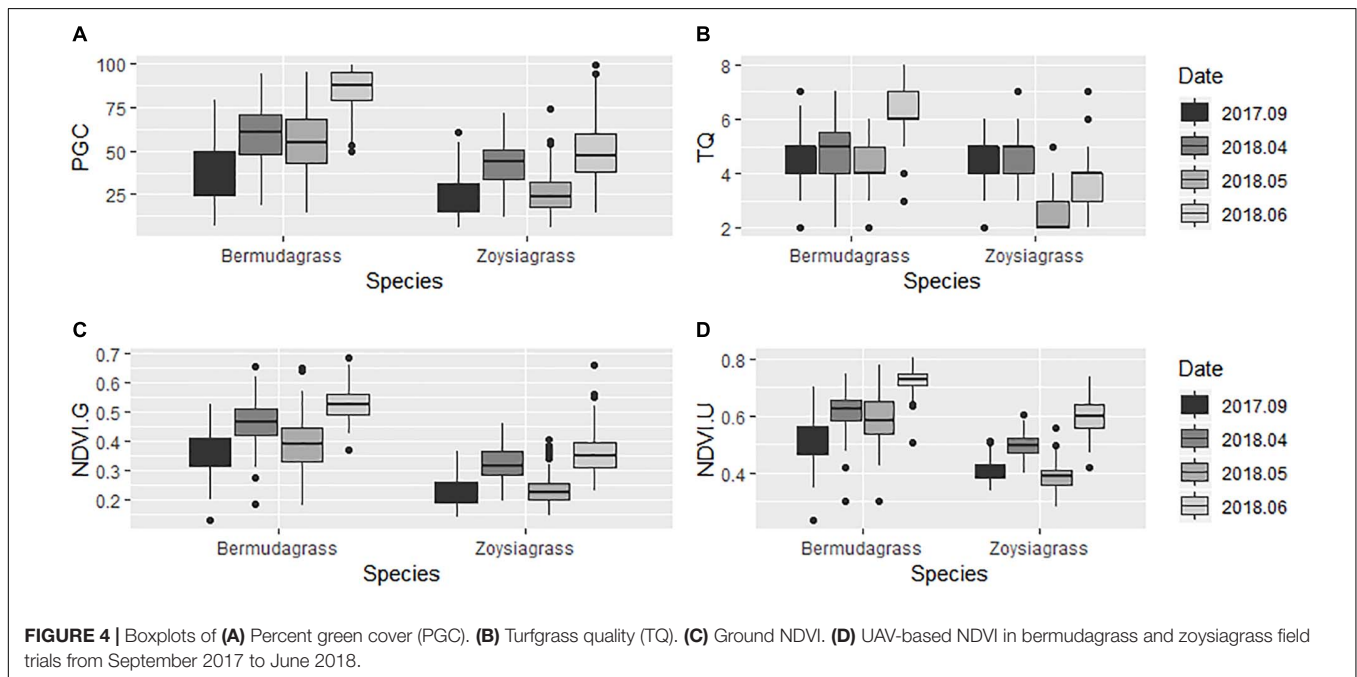 A
PGC
100
75
50
25
Bermudagrass
Zoysiagrass
Species
B
TQ
8
6
4
2
Bermudagrass
Zoysiagrass
Species
Date
2017.09
2018.04
2018.05
2018.06
C
NDVI.G
0.7
0.6
0.5
0.4
0.3
0.2
Bermudagrass
Zoysiagrass
Species
D
NDVI.U
0.8
0.6
0.4
Bermudagrass
Zoysiagrass
Species
Date
2017.09
2018.04
2018.05
2018.06
FIGURE 4 | Boxplots of (A) Percent green cover (PGC). (B) Turfgrass quality (TQ). (C) Ground NDVI. (D) UAV-based NDVI in bermudagrass and zoysiagrass field
trials from September 2017 to June 2018.